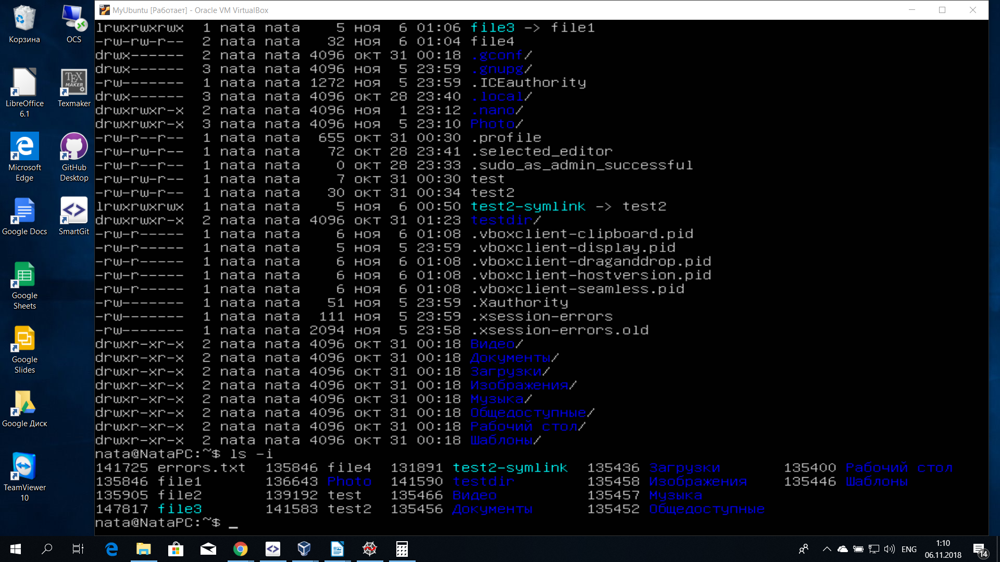 MyUbuntu [Работает] - Oracle VM VirtualBox
Корзина
OCS
LibreOffice 6.1
Texmaker
Microsoft Edge
GitHub Desktop
Google Docs
SmartGit
Google Sheets
Google Slides
Google Диск
TeamViewer 10
lrwxrwxrwx 1 nata nata 5 ноя 6 01:06 file3 -> file1
-rw-rw-r-- 2 nata nata 32 ноя 6 01:04 file4
drwx------ 2 nata nata 4096 окт 31 00:18 .gconf/
drwx------ 3 nata nata 4096 ноя 5 23:59 .gnupg/
-rw------- 1 nata nata 1272 ноя 5 23:59 .ICEauthority
drwx------ 3 nata nata 4096 окт 28 23:40 .local/
drwxrwxr-x 2 nata nata 4096 ноя 1 23:12 .nano/
drwxrwxr-x 3 nata nata 4096 ноя 5 23:10 Photo/
-rw-r--r-- 1 nata nata 655 окт 31 00:30 .profile
-rw-rw-r-- 1 nata nata 72 окт 28 23:41 .selected_editor
-rw-r--r-- 1 nata nata 0 окт 28 23:33 .sudo_as_admin_successful
-rw-rw-r-- 1 nata nata 7 окт 31 00:30 test
-rw-rw-r-- 1 nata nata 30 окт 31 00:34 test2
lrwxrwxrwx 1 nata nata 5 ноя 6 00:50 test2-symlink -> test2
drwxrwxr-x 2 nata nata 4096 окт 31 01:23 testdir/
-rw-r----- 1 nata nata 6 ноя 6 01:08 .vboxclient-clipboard.pid
-rw-r----- 1 nata nata 5 ноя 5 23:59 .vboxclient-display.pid
-rw-r----- 1 nata nata 6 ноя 6 01:08 .vboxclient-draganddrop.pid
-rw-r----- 1 nata nata 6 ноя 6 01:08 .vboxclient-hostversion.pid
-rw-r----- 1 nata nata 6 ноя 6 01:08 .vboxclient-seamless.pid
-rw------- 1 nata nata 51 ноя 5 23:59 .Xauthority
-rw------- 1 nata nata 111 ноя 5 23:59 .xsession-errors
-rw------- 1 nata nata 2094 ноя 5 23:58 .xsession-errors.old
drwxr-xr-x 2 nata nata 4096 окт 31 00:18 Видео/
drwxr-xr-x 2 nata nata 4096 окт 31 00:18 Документы/
drwxr-xr-x 2 nata nata 4096 окт 31 00:18 Загрузки/
drwxr-xr-x 2 nata nata 4096 окт 31 00:18 Изображения/
drwxr-xr-x 2 nata nata 4096 окт 31 00:18 Музыка/
drwxr-xr-x 2 nata nata 4096 окт 31 00:18 Общедоступные/
drwxr-xr-x 2 nata nata 4096 окт 31 00:18 Рабочий стол/
drwxr-xr-x 2 nata nata 4096 окт 31 00:18 Шаблоны/
nata@NataPC:~$ ls -i
141725 errors.txt 135846 file4 131891 test2-symlink 135436 Загрузки 135400 Рабочий стол
135846 file1 136643 Photo 141590 testdir 135458 Изображения 135446 Шаблоны
135905 file2 139192 test 135466 Видео 135457 Музыка
147817 file3 141583 test2 135456 Документы 135452 Общедоступные
nata@NataPC:~$ _
ENG
1:10
06.11.2018
14